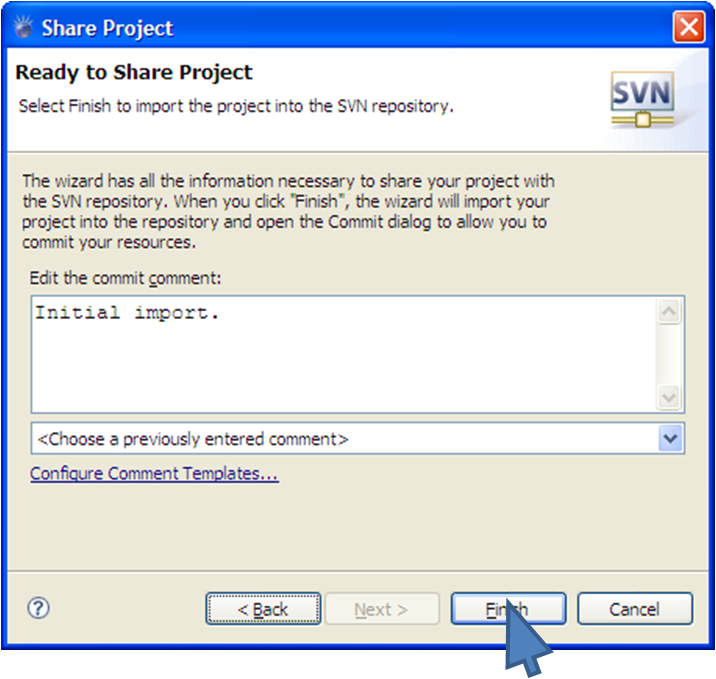 Share Project
Ready to Share Project
Select Finish to import the project into the SVN repository.
SVN
The wizard has all the information necessary to share your project with
the SVN repository. When you click "Finish", the wizard will import your
project into the repository and open the Commit dialog to allow you to
commit your resources.
Edit the commit comment:
Initial import.
<Choose a previously entered comment>
Configure Comment Templates...
? < Back Next > Finish Cancel